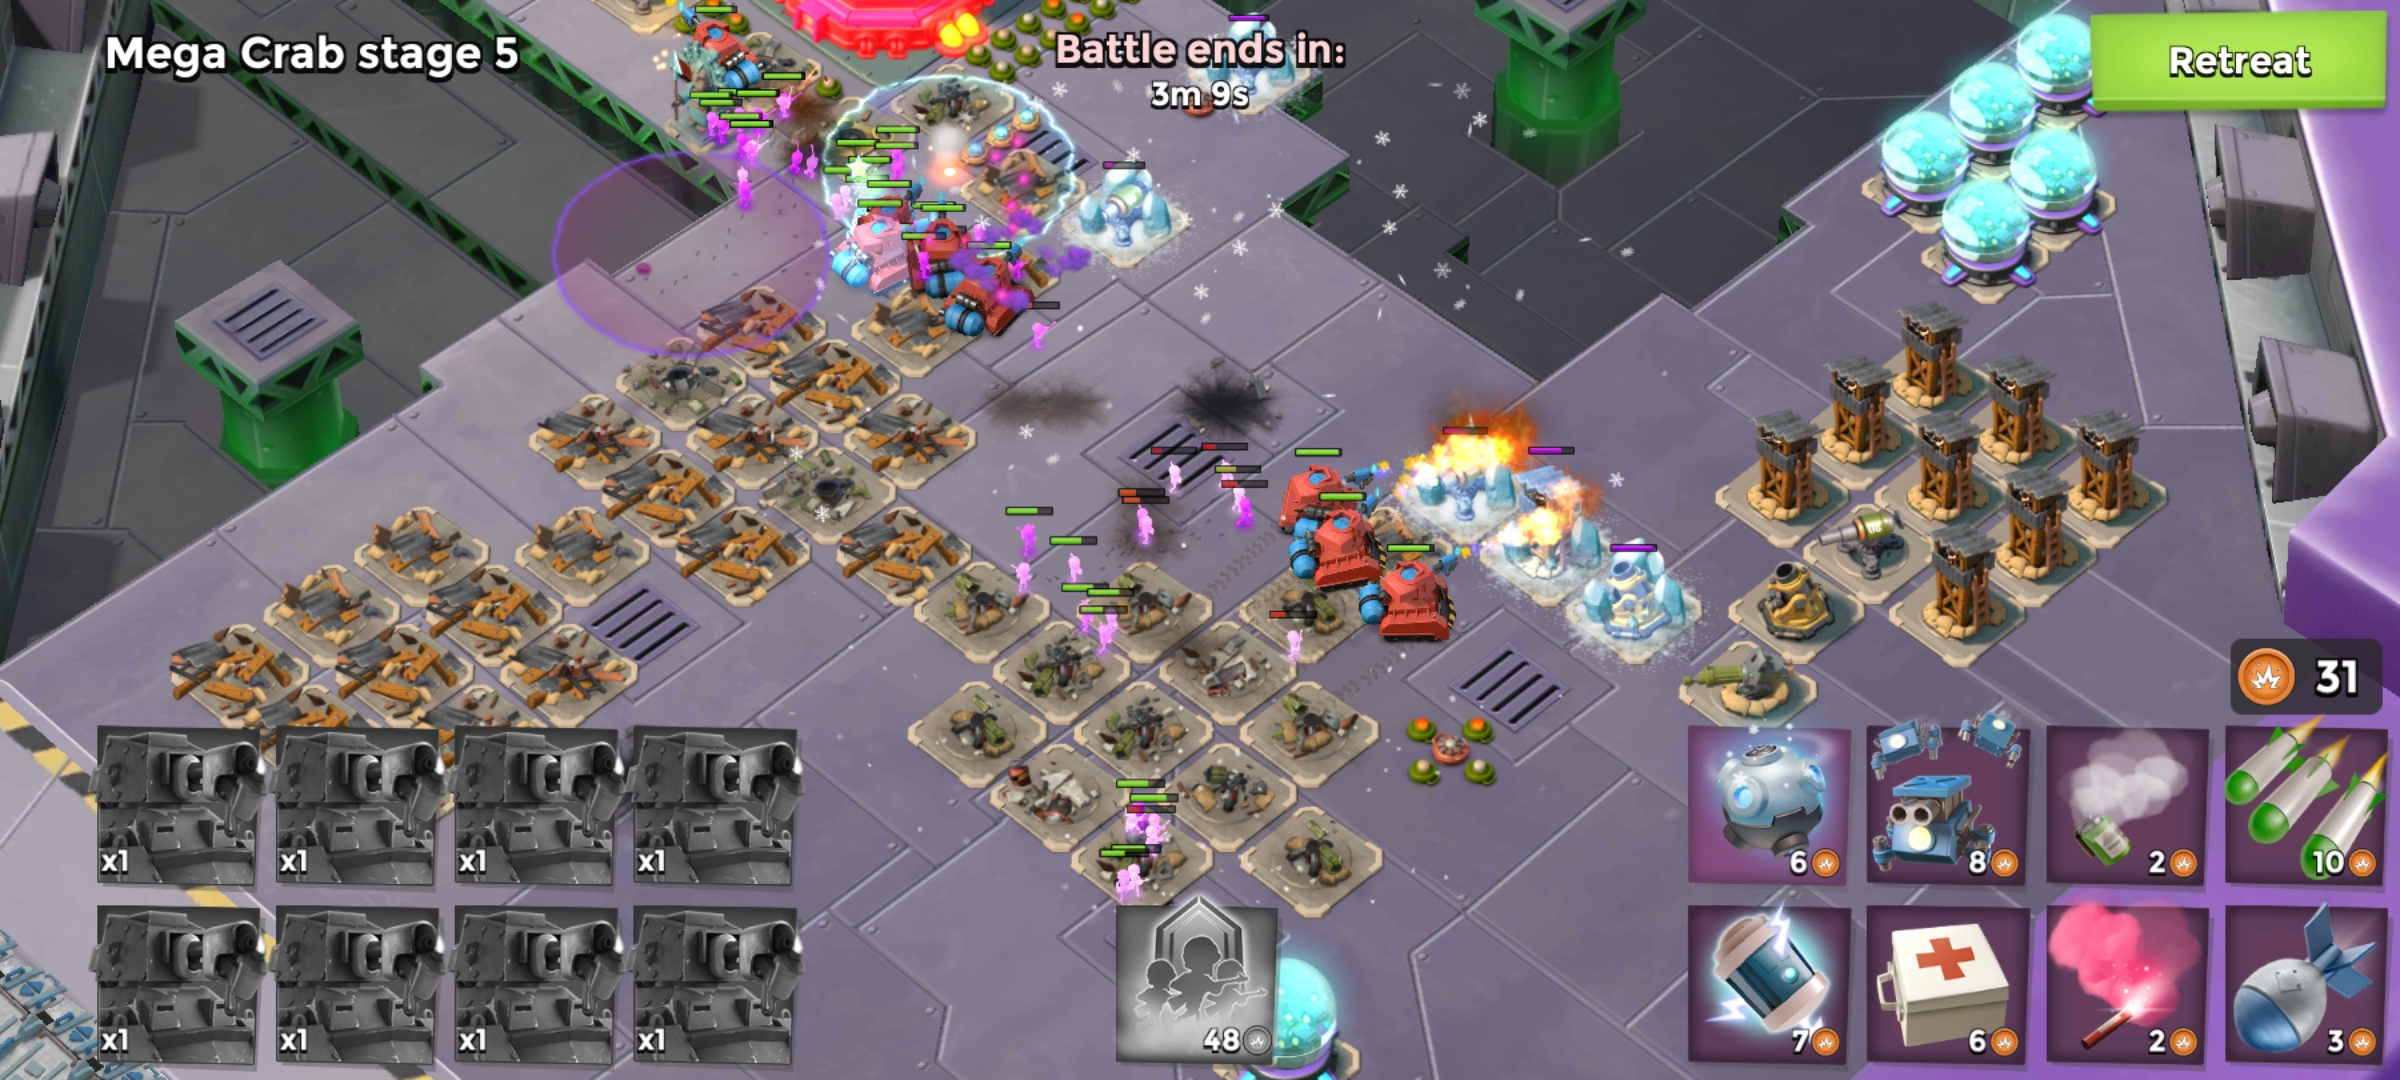 Mega Crab stage 5
Battle ends in:
3m 9s
Retreat
31
x1
x1
x1
x1
6
8
2
10
x1
x1
x1
x1
48
7
6
2
3